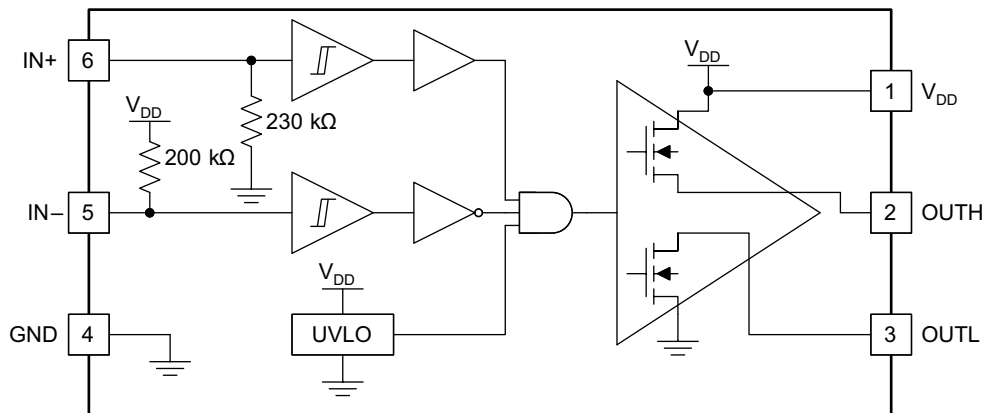 IN+
6
V_DD
230 kΩ
200 kΩ
V_DD
1
V_DD
IN–
5
2
OUTH
V_DD
GND
4
UVLO
3
OUTL